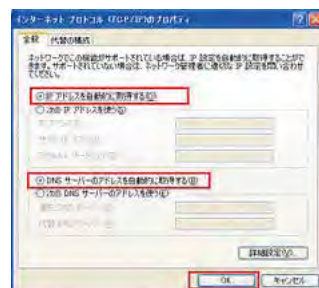 インターネット プロトコル (TCP/IP)のプロパティ
全般 代替の構成
ネットワークでこの機能がサポートされている場合は、IP 設定を自動的に取得することがで
きます。サポートされていない場合は、ネットワーク管理者に適切な IP 設定を問い合わせ
てください。
IP アドレスを自動的に取得する(O)
次の IP アドレスを使う(S)
DNS サーバーのアドレスを自動的に取得する(B)
次の DNS サーバーのアドレスを使う(E)
詳細設定(V)...
OK キャンセル